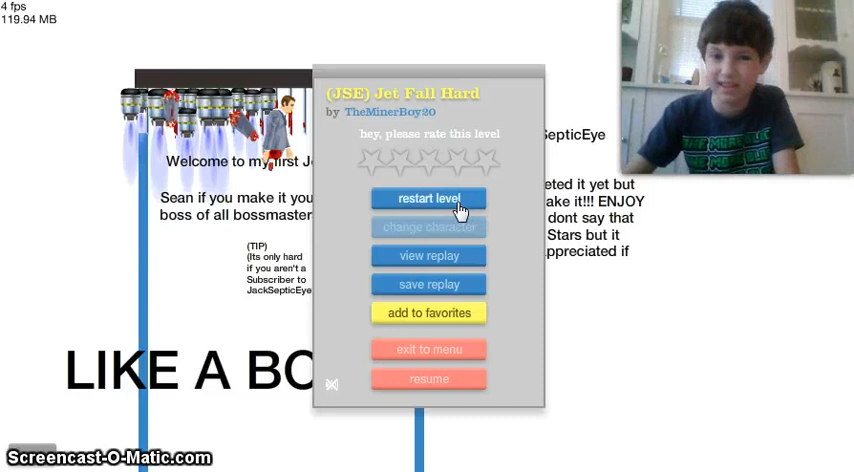 4 fps
119.94 MB
(JSE) Jet Fall Hard
by TheMinerBoy20
hey, please rate this level
restart level
change character
view replay
save replay
add to favorites
exit to menu
resume
Welcome to my first
Sean if you make it you
boss of all bossmaster
(TIP)
(Its only hard
if you aren't a
Subscriber to
JackSepticEye
SepticEye
eted it yet but
ake it!!! ENJOY
dont say that
Stars but it
ppreciated if
LIKE A BO
THE MORE
Screencast-O-Matic.com